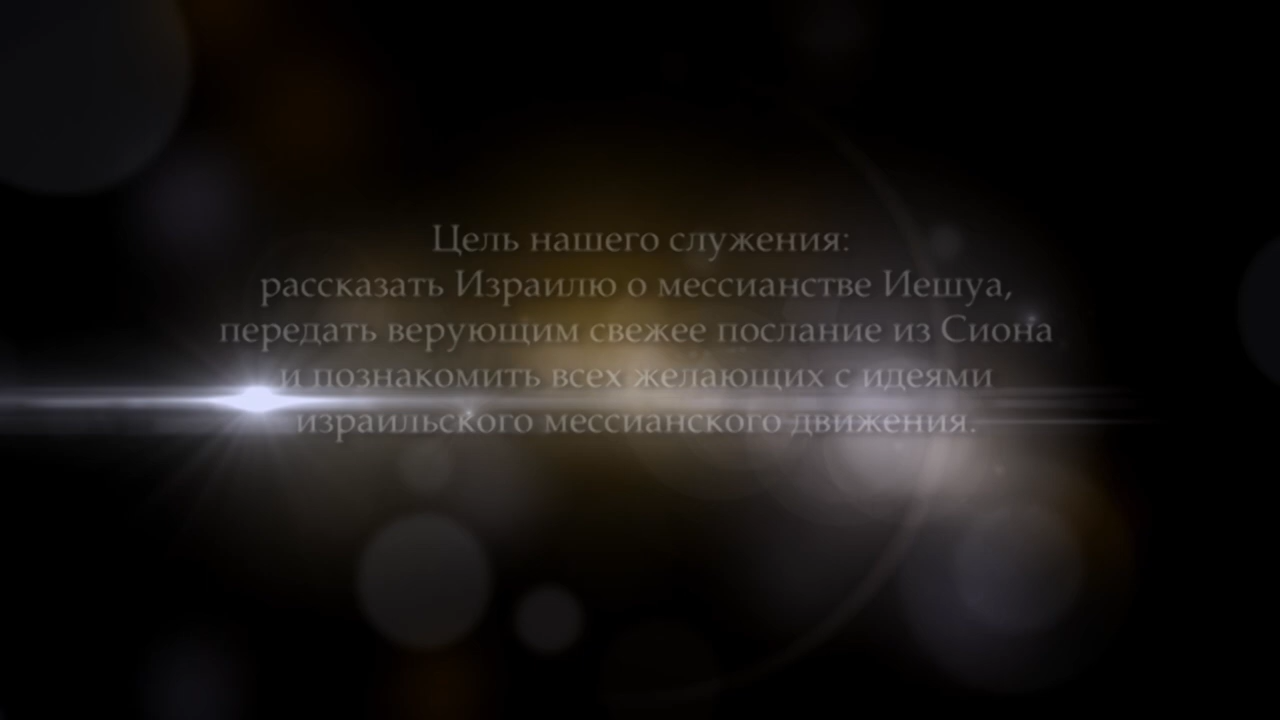 Цель нашего служения:
рассказать Израилю о мессианстве Иешуа,
передать верующим свежее послание из Сиона
и познакомить всех желающих с идеями
израильского мессианского движения.